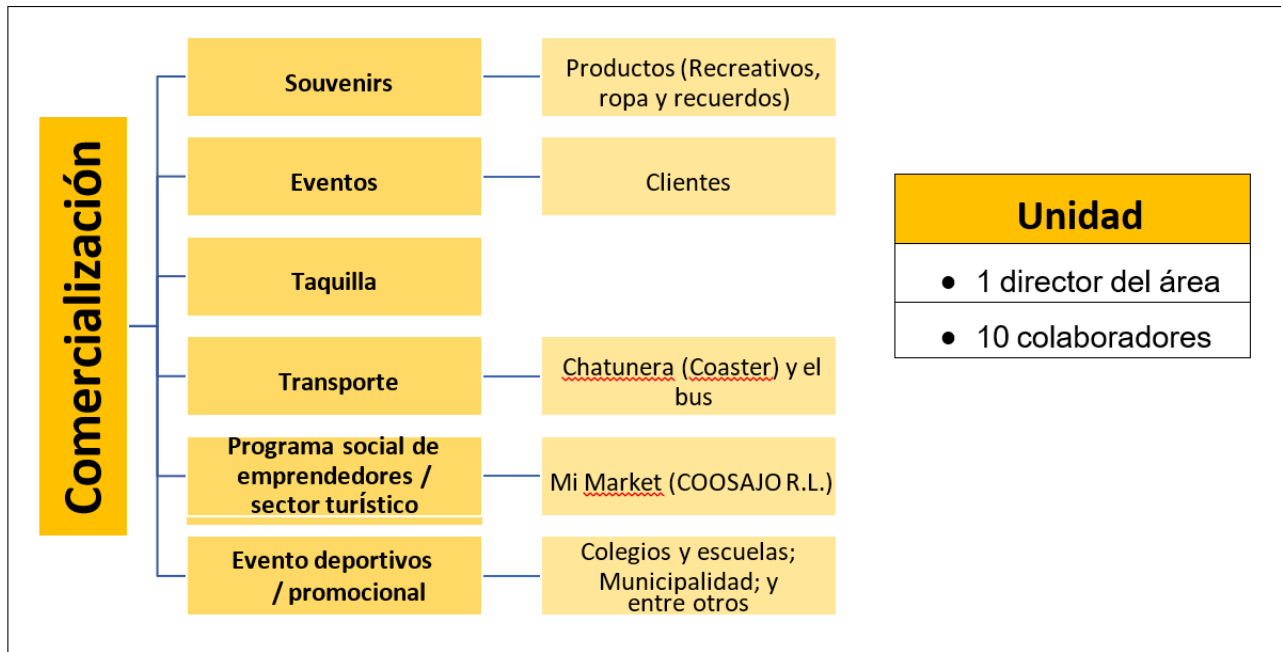 Comercialización
Souvenirs
Productos (Recreativos,
ropa y recuerdos)
Eventos
Clientes
Taquilla
Transporte
Chatunera (Coaster) y el
bus
Programa social de
emprendedores /
sector turístico
Mi Market (COOSAJO R.L.)
Evento deportivos
/ promocional
Colegios y escuelas;
Municipalidad; y
entre otros
Unidad
● 1 director del área
● 10 colaboradores